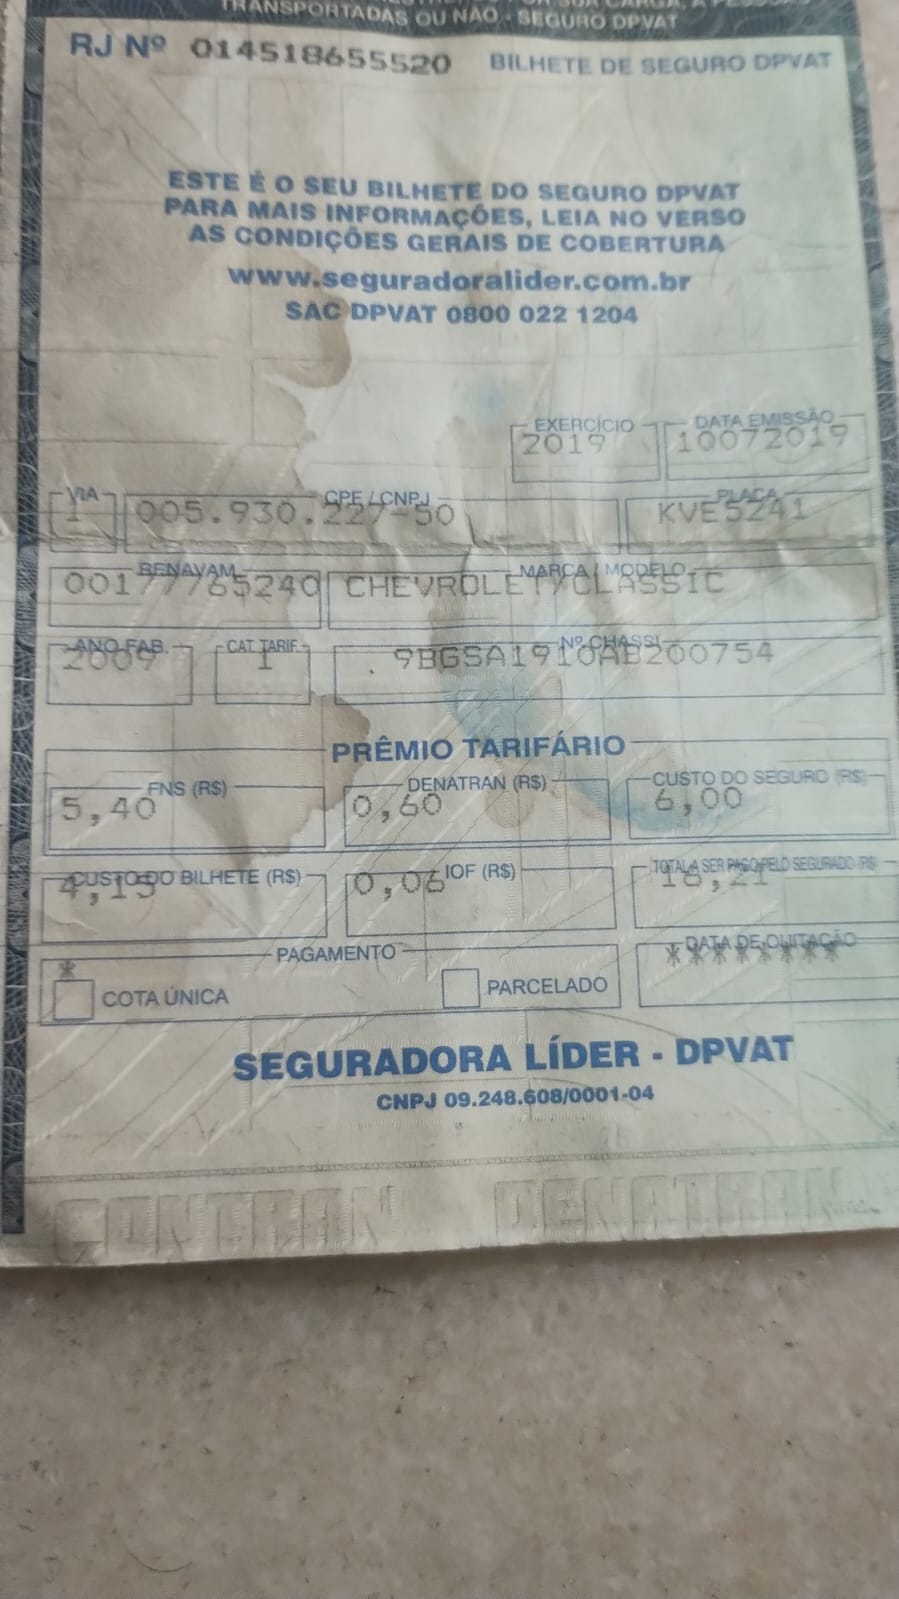 TRANSPORTADAS OU NÃO - SEGURO DPVAT
RJ Nº 014518655520 BILHETE DE SEGURO DPVAT
ESTE É O SEU BILHETE DO SEGURO DPVAT
PARA MAIS INFORMAÇÕES, LEIA NO VERSO
AS CONDIÇÕES GERAIS DE COBERTURA
www.seguradoralider.com.br
SAC DPVAT 0800 022 1204
EXERCÍCIO DATA EMISSÃO
2019 10072019
VIA CPF / CNPJ PLACA
1 005.930.227-50 KVE5241
RENAVAM MARCA / MODELO
00177765240 CHEVROLET/CLASSIC
ANO FAB. CAT. TARIF. Nº CHASSI
2009 1 9BGSA1910AB200754
PRÊMIO TARIFÁRIO
FNS (R$) DENATRAN (R$) CUSTO DO SEGURO (R$)
5,40 0,60 6,00
CUSTO DO BILHETE (R$) IOF (R$) TOTAL A SER PAGO PELO SEGURADO (R$)
4,15 0,06 16,21
PAGAMENTO DATA DE QUITAÇÃO
* ********
COTA ÚNICA PARCELADO
SEGURADORA LÍDER - DPVAT
CNPJ 09.248.608/0001-04
CONTRAN DENATRAN